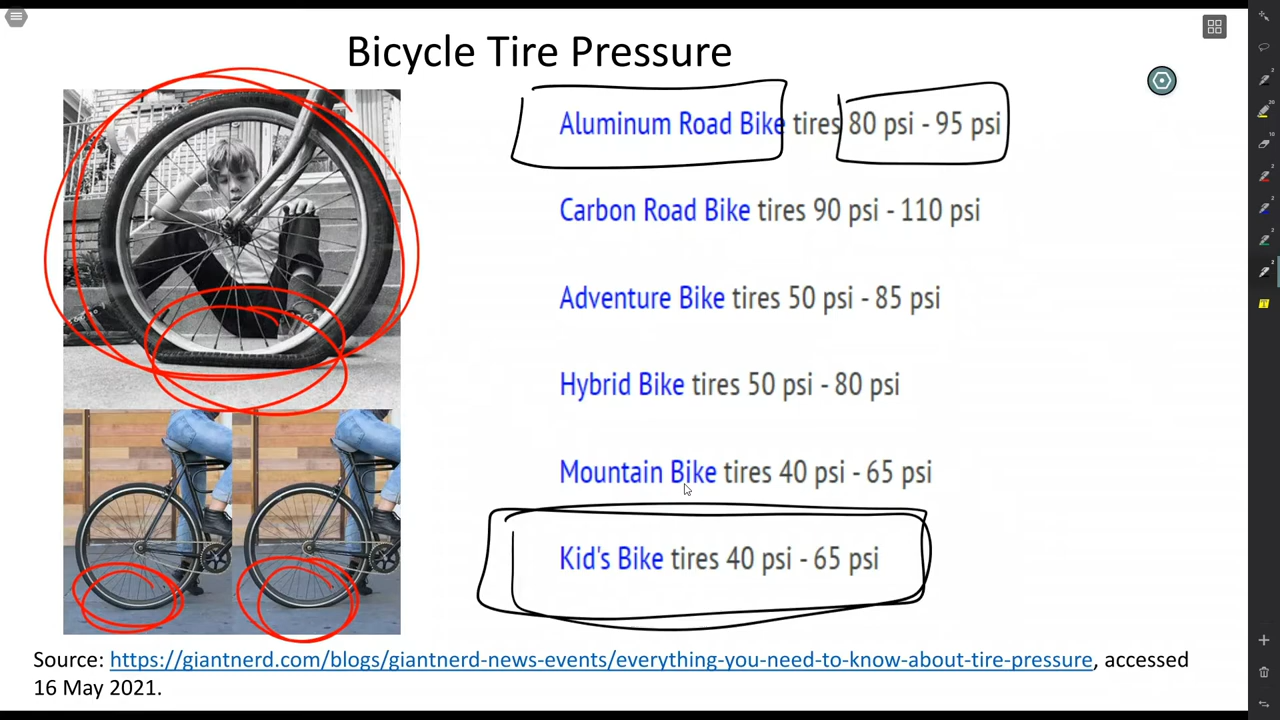 Bicycle Tire Pressure
Aluminum Road Bike tires 80 psi - 95 psi
Carbon Road Bike tires 90 psi - 110 psi
Adventure Bike tires 50 psi - 85 psi
Hybrid Bike tires 50 psi - 80 psi
Mountain Bike tires 40 psi - 65 psi
Kid's Bike tires 40 psi - 65 psi
Source: https://giantnerd.com/blogs/giantnerd-news-events/everything-you-need-to-know-about-tire-pressure, accessed
16 May 2021.